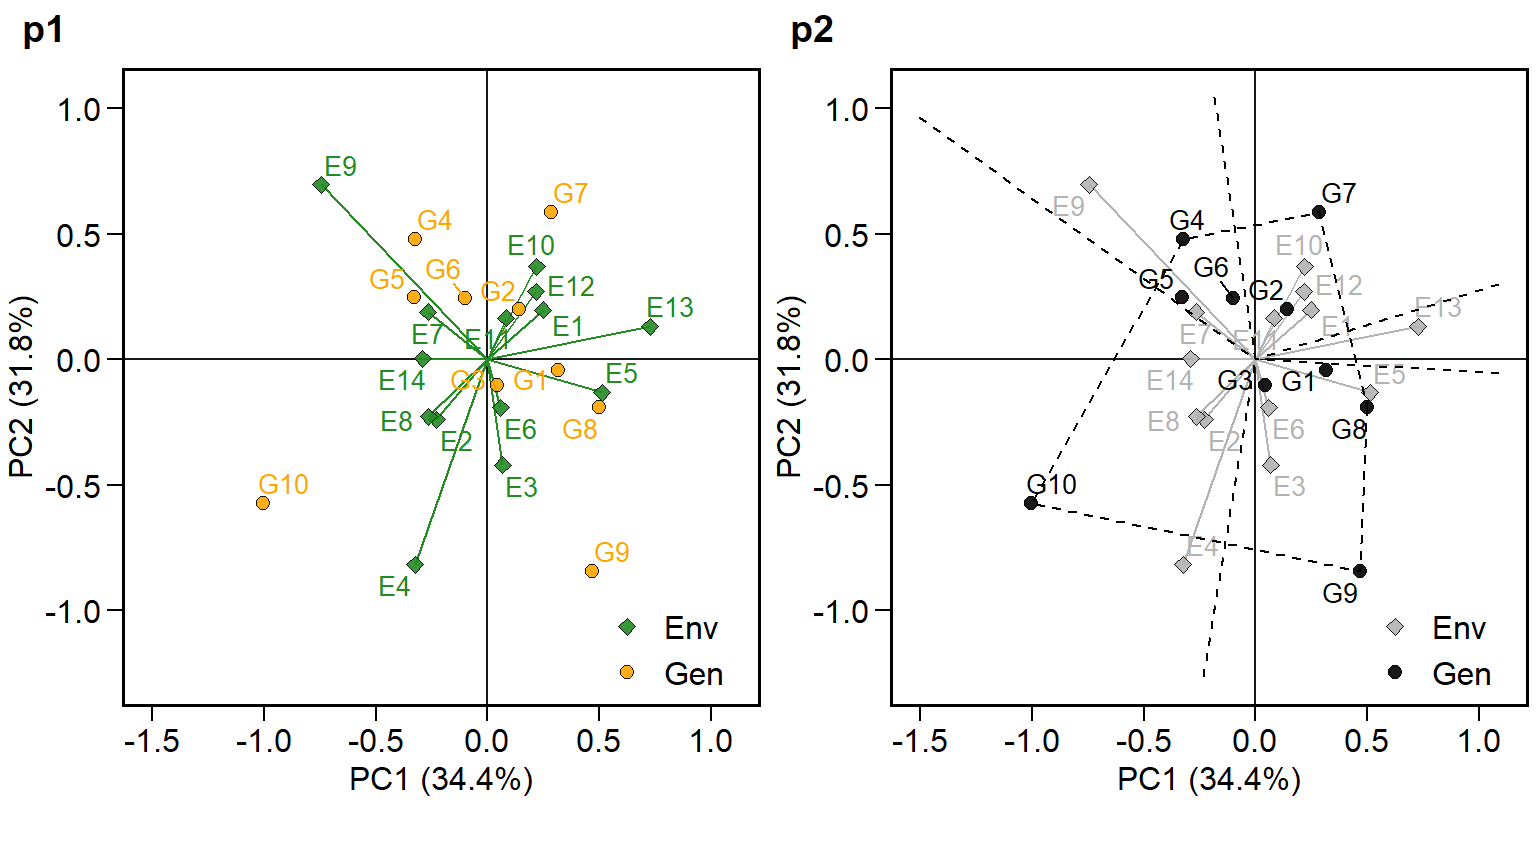 p1
1.0
0.5
0.0
-0.5
-1.0
PC2 (31.8%)
E9
G7
G4
E10
G6
G5
E12
G2
E13
E1
E7
E11
E14
G3
G1
E5
E8
E2
E6
G8
G10
E3
G9
E4
Env
Gen
-1.5 -1.0 -0.5 0.0 0.5 1.0
PC1 (34.4%)
p2
1.0
0.5
0.0
-0.5
-1.0
PC2 (31.8%)
G7
E9
G4
E10
G6
G5
G2
E12
E13
E1
E7
E11
E14
G3
G1
E5
E8
E2
E6
G8
G10
E3
E4
G9
Env
Gen
-1.5 -1.0 -0.5 0.0 0.5 1.0
PC1 (34.4%)